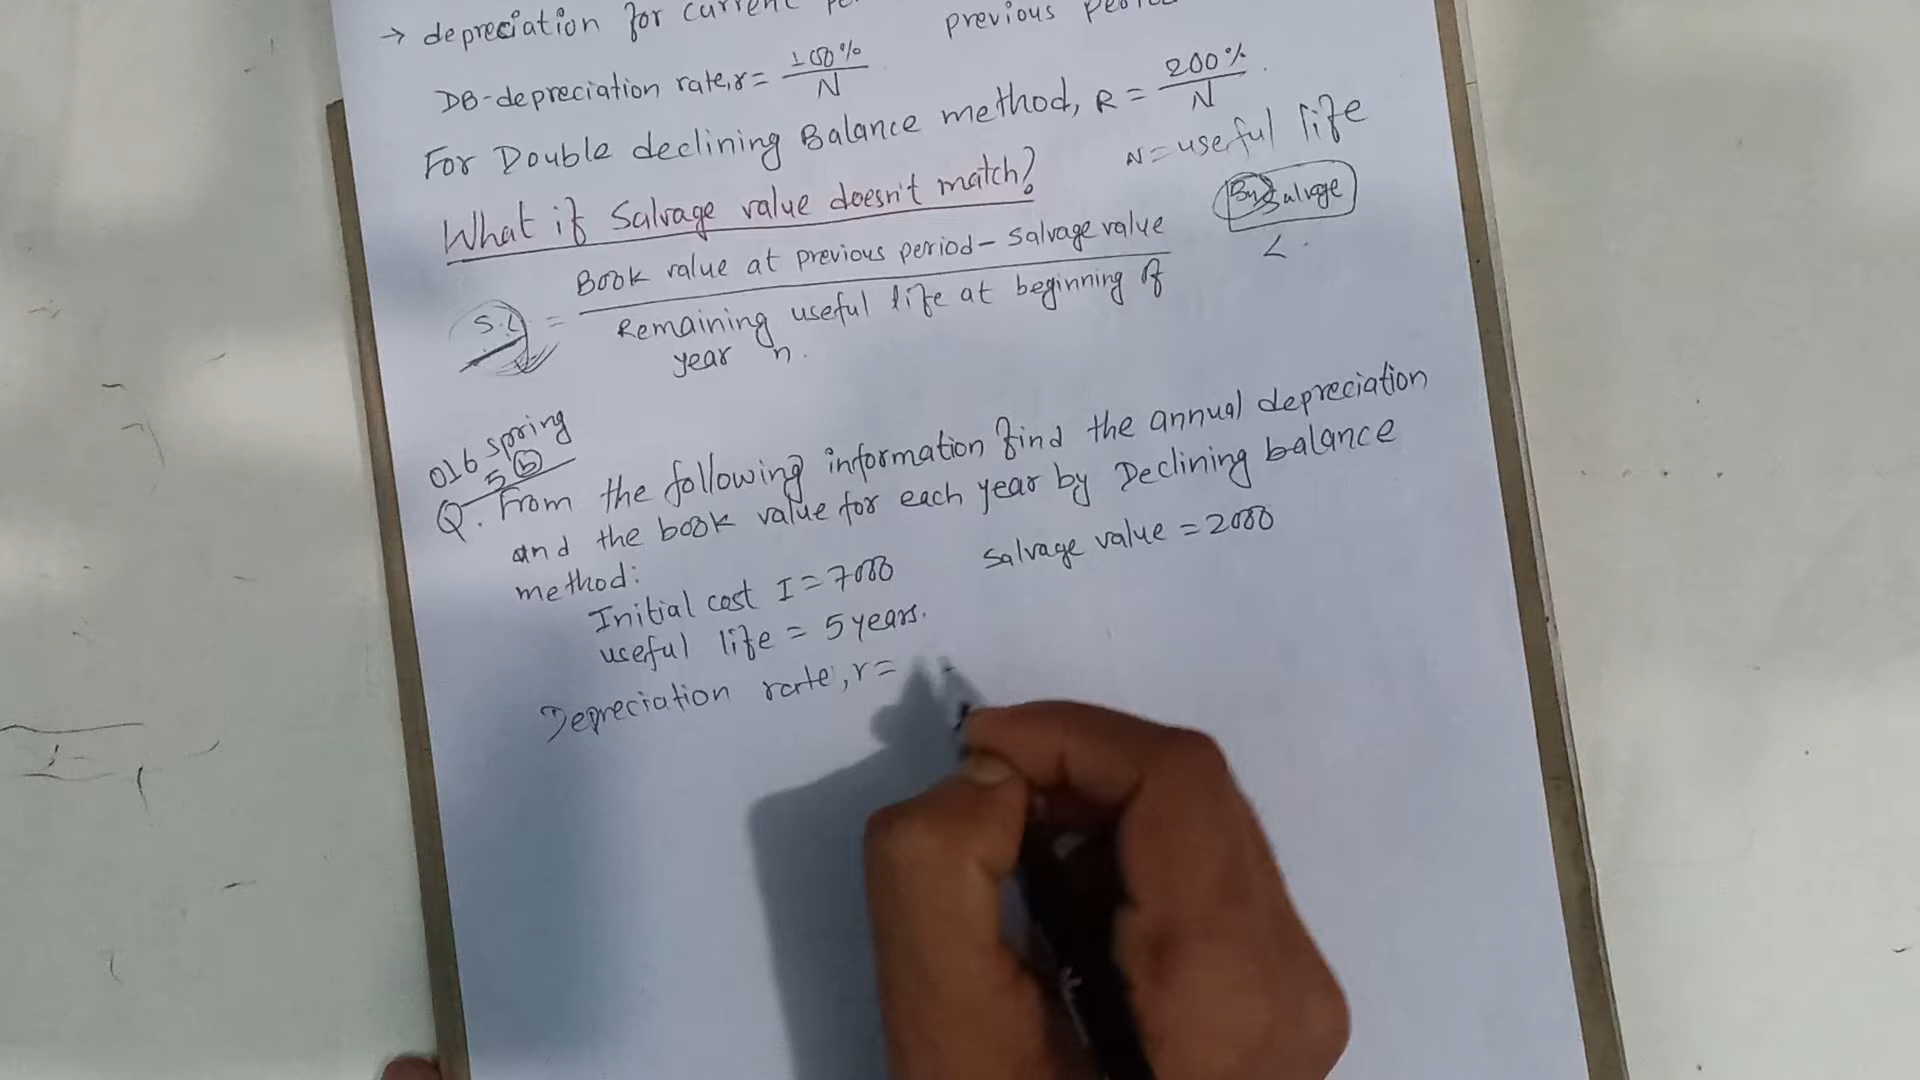 → depreciation for current
previous
DB-depreciation rate, r = 100% / N
For Double declining Balance method, R = 200% / N
N = useful life
What if Salvage value doesn't match?
Salvage
<
S.L = Book value at previous period - Salvage value / Remaining useful life at beginning of
year n.
016 spring
5 (b)
Q. From the following information find the annual depreciation
and the book value for each year by Declining balance
method:
Initial cost I = 7000 Salvage value = 2000
useful life = 5 years.
Depreciation rate, r =